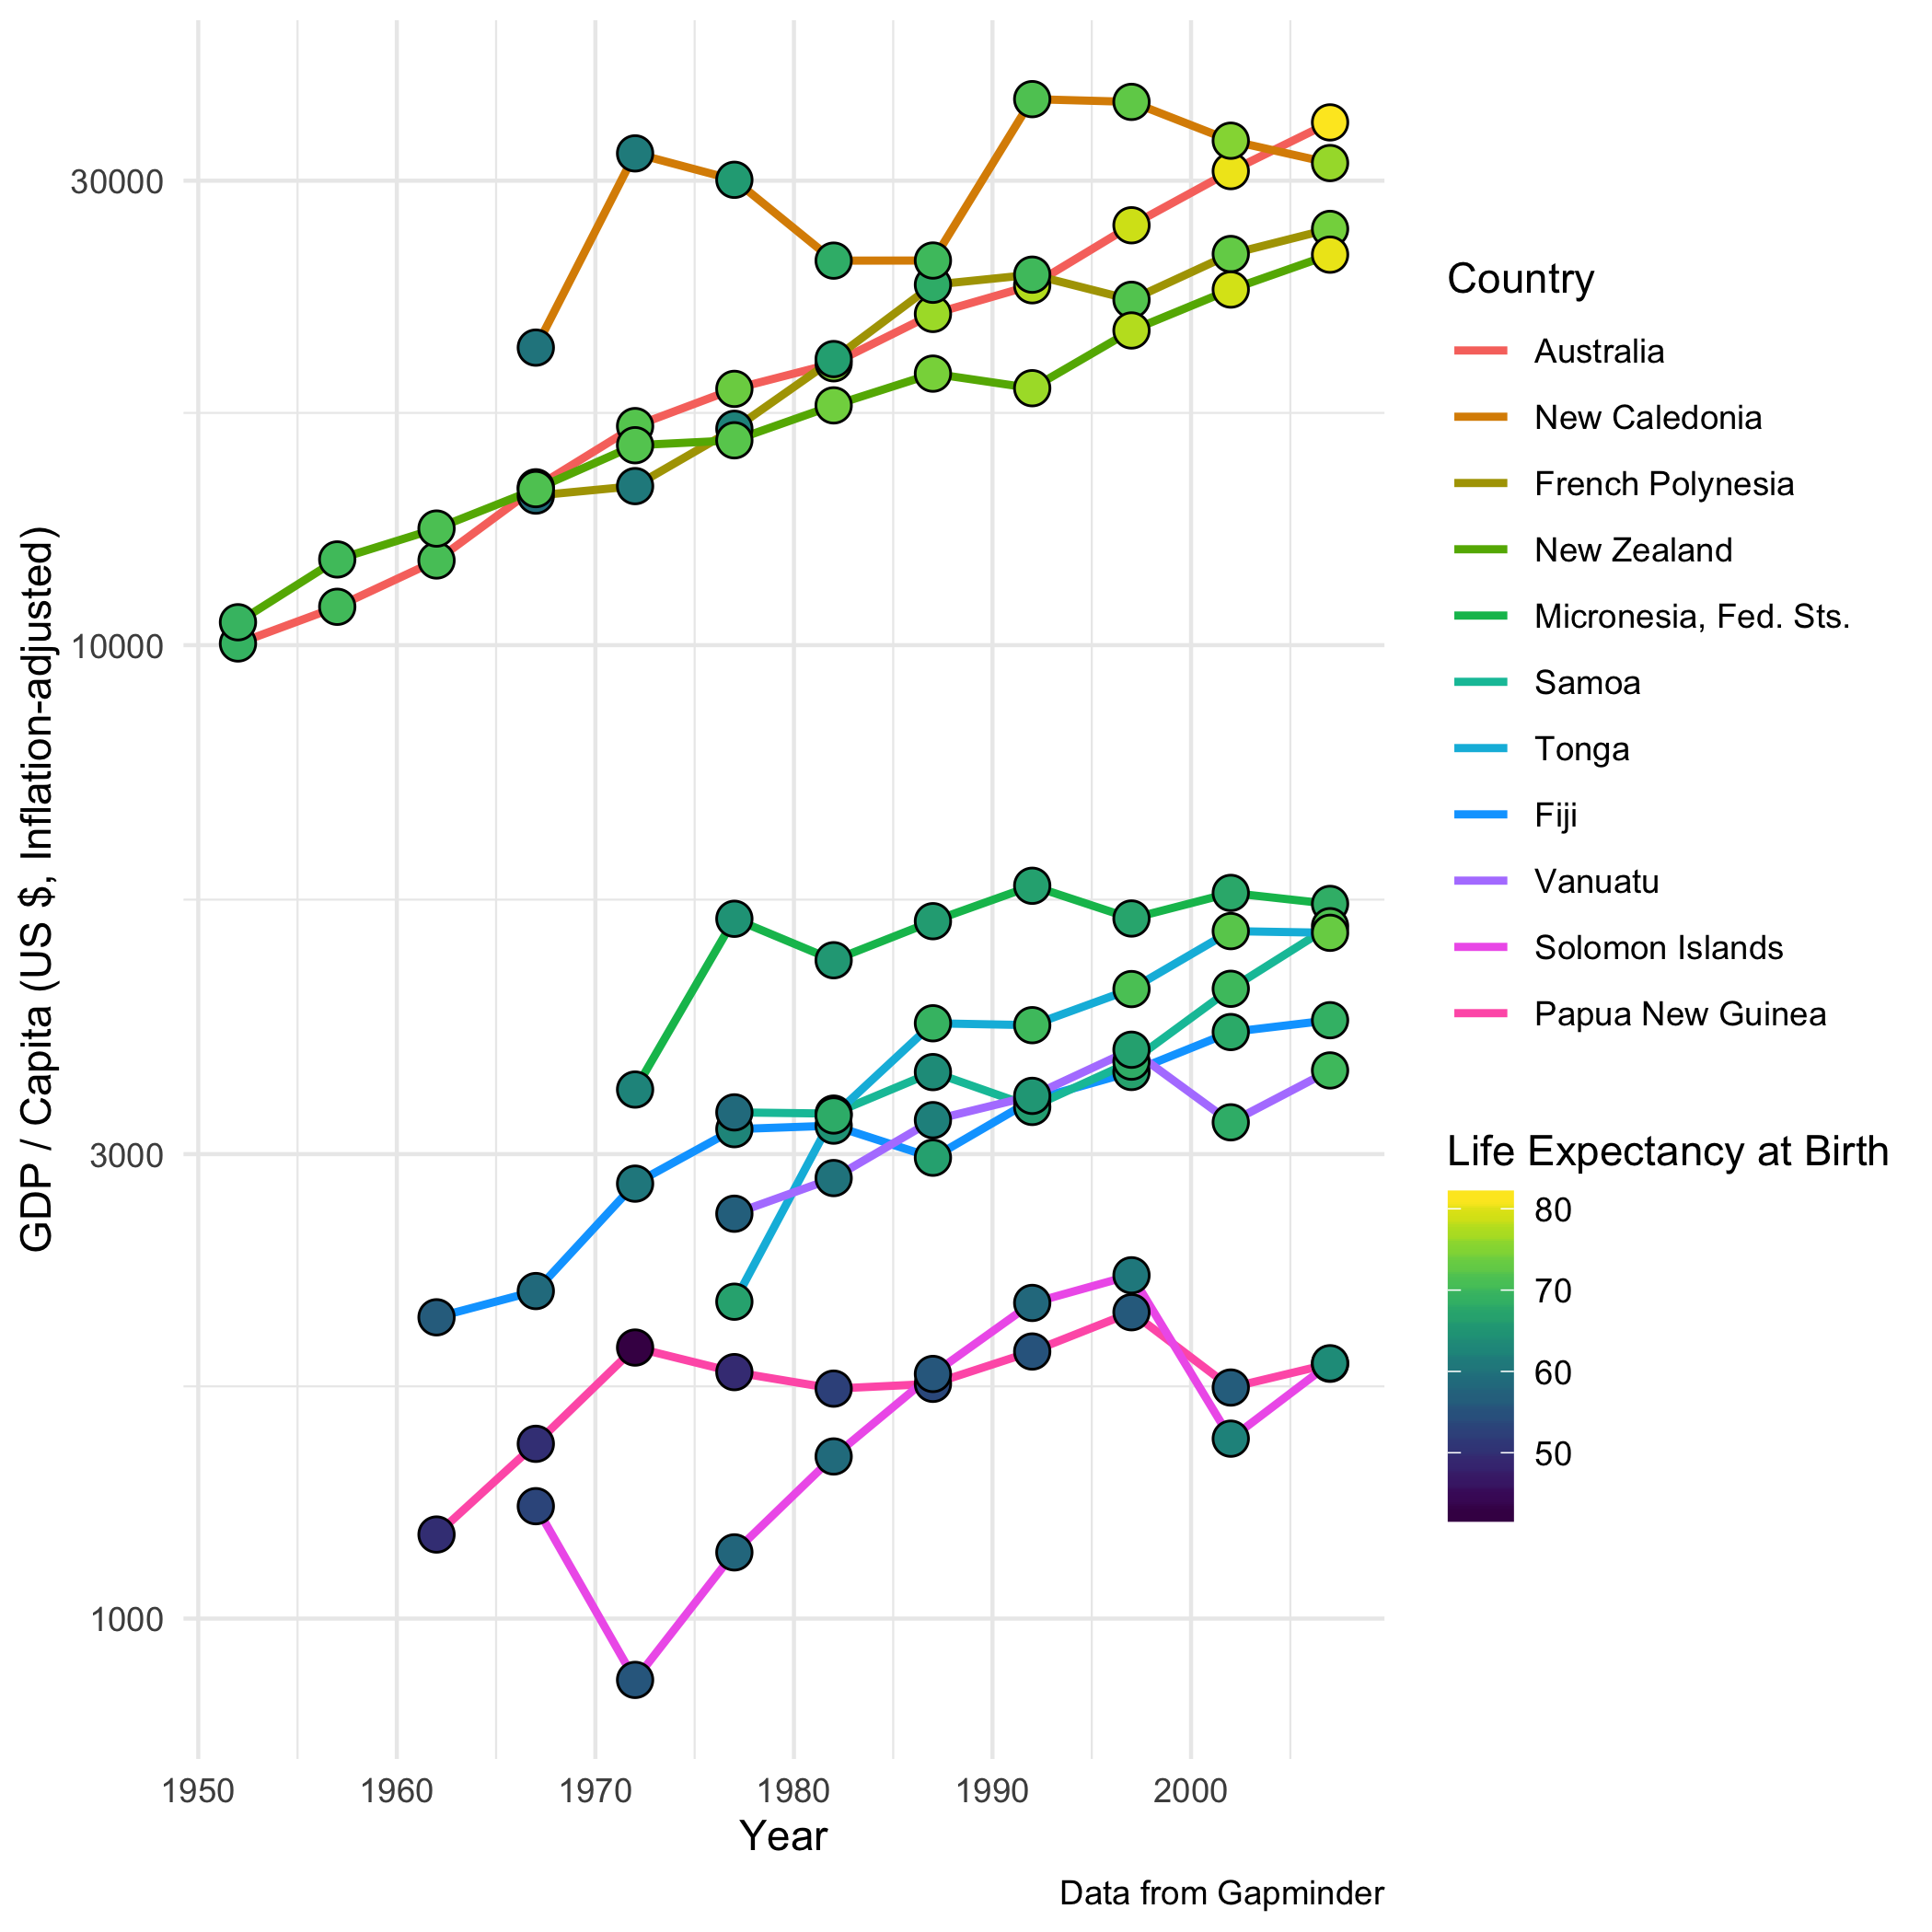 GDP / Capita (US $, Inflation-adjusted)
30000
10000
3000
1000
1950 1960 1970 1980 1990 2000
Year
Data from Gapminder
Country
Australia
New Caledonia
French Polynesia
New Zealand
Micronesia, Fed. Sts.
Samoa
Tonga
Fiji
Vanuatu
Solomon Islands
Papua New Guinea
Life Expectancy at Birth
80
70
60
50